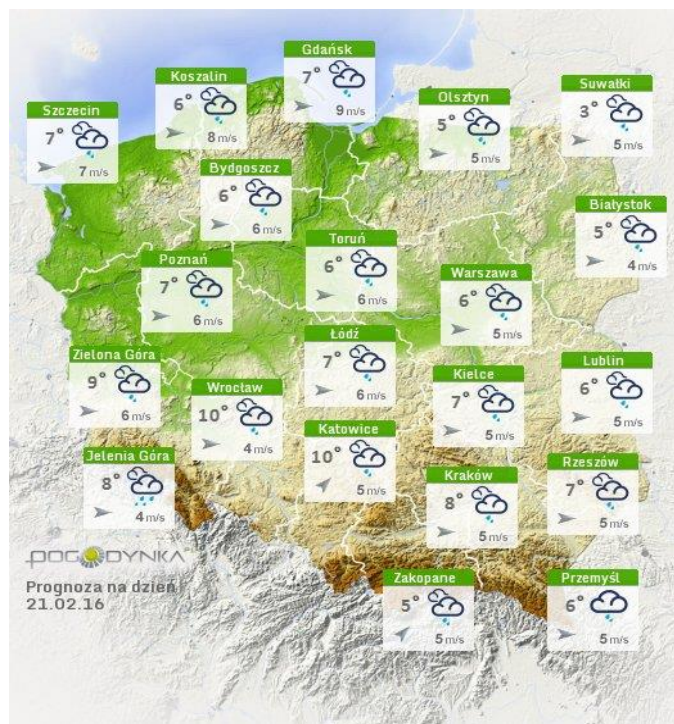 Gdańsk
7°
9 m/s
Koszalin
6°
8 m/s
Szczecin
7°
7 m/s
Olsztyn
5°
5 m/s
Suwałki
3°
5 m/s
Bydgoszcz
6°
6 m/s
Białystok
5°
4 m/s
Toruń
6°
6 m/s
Poznań
7°
6 m/s
Warszawa
6°
5 m/s
Łódź
7°
6 m/s
Zielona Góra
9°
6 m/s
Wrocław
10°
4 m/s
Kielce
7°
5 m/s
Lublin
6°
5 m/s
Katowice
10°
5 m/s
Jelenia Góra
8°
4 m/s
Kraków
8°
5 m/s
Rzeszów
7°
5 m/s
POGODYNKA
Prognoza na dzień
21.02.16
Zakopane
5°
5 m/s
Przemyśl
6°
5 m/s